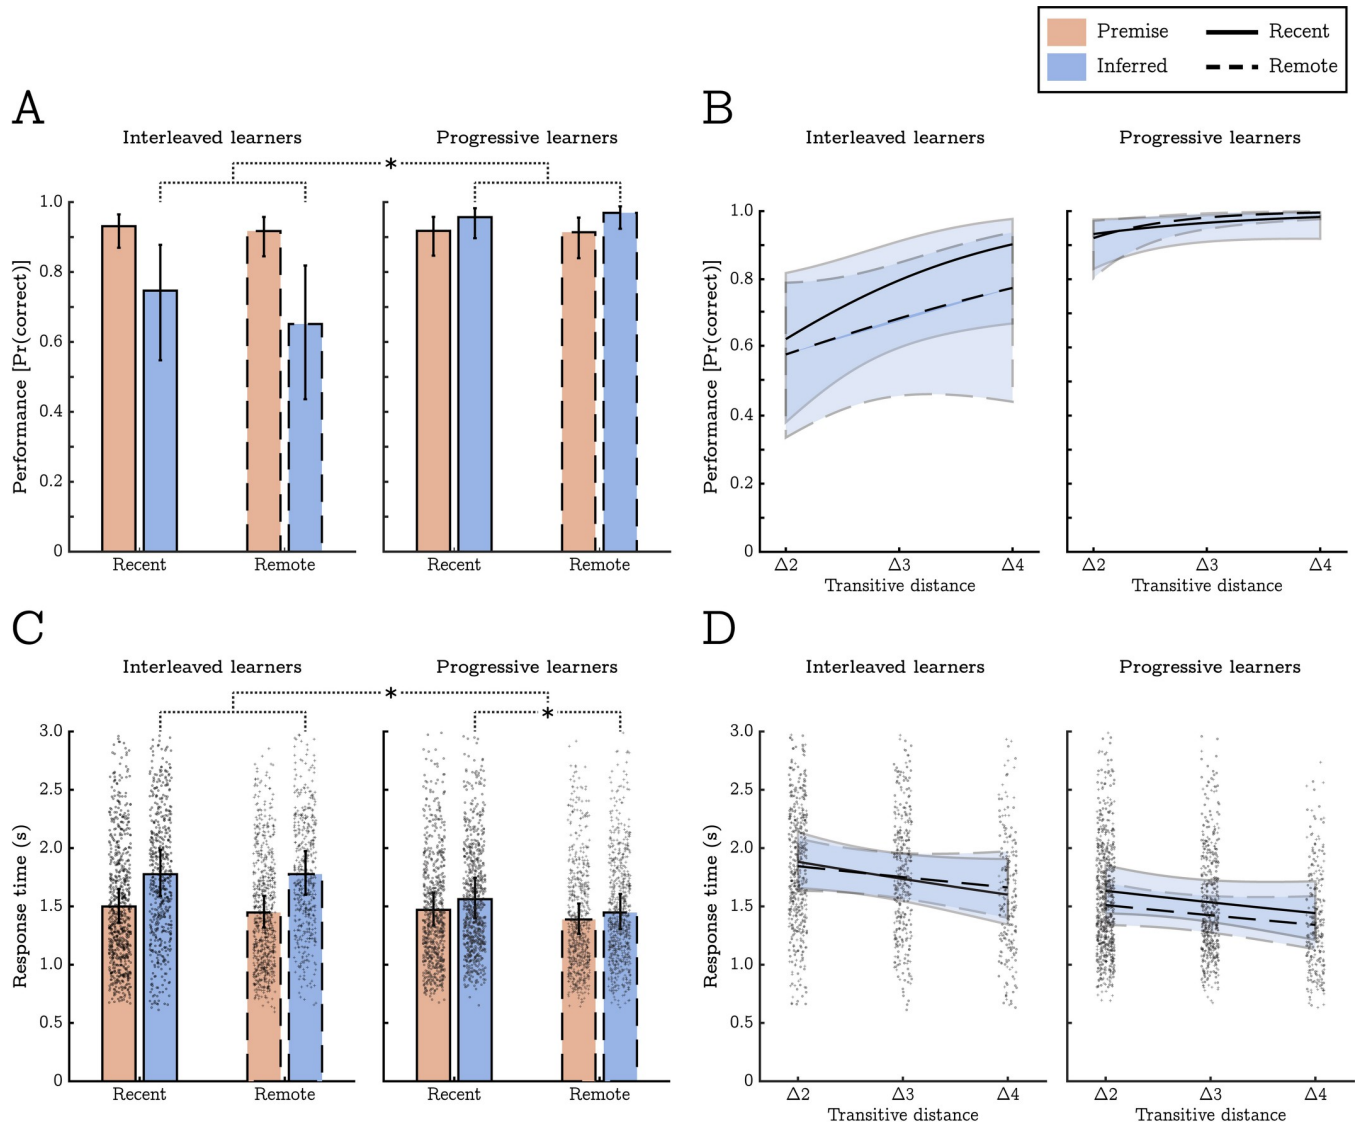 Premise Recent
Inferred Remote
A
Interleaved learners Progressive learners
*
Performance [Pr(correct)]
1.0
0.8
0.6
0.4
0.2
0
Recent Remote Recent Remote
B
Interleaved learners Progressive learners
Performance [Pr(correct)]
1.0
0.8
0.6
0.4
0.2
0
Δ2 Δ3 Δ4 Δ2 Δ3 Δ4
Transitive distance Transitive distance
C
Interleaved learners Progressive learners
*
*
Response time (s)
3.0
2.5
2.0
1.5
1.0
0.5
0
Recent Remote Recent Remote
D
Interleaved learners Progressive learners
Response time (s)
3.0
2.5
2.0
1.5
1.0
0.5
0
Δ2 Δ3 Δ4 Δ2 Δ3 Δ4
Transitive distance Transitive distance